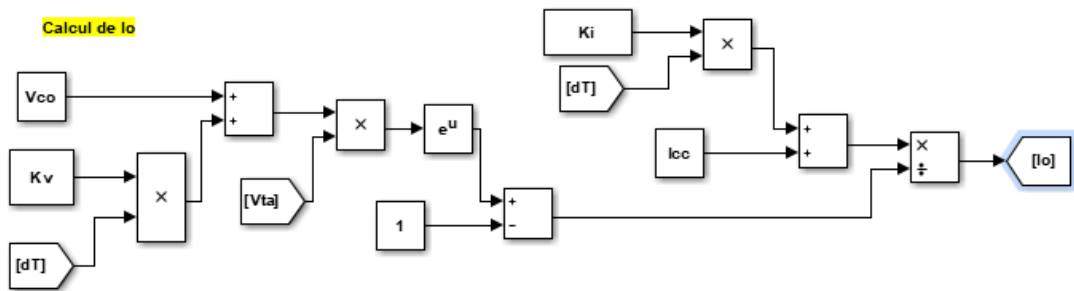 Calcul de Io
Ki
×
[dT]
Vco
+
+
×
e^u
Icc
+
+
×
÷
[Io]
Kv
×
[Vta]
1
+
−
[dT]